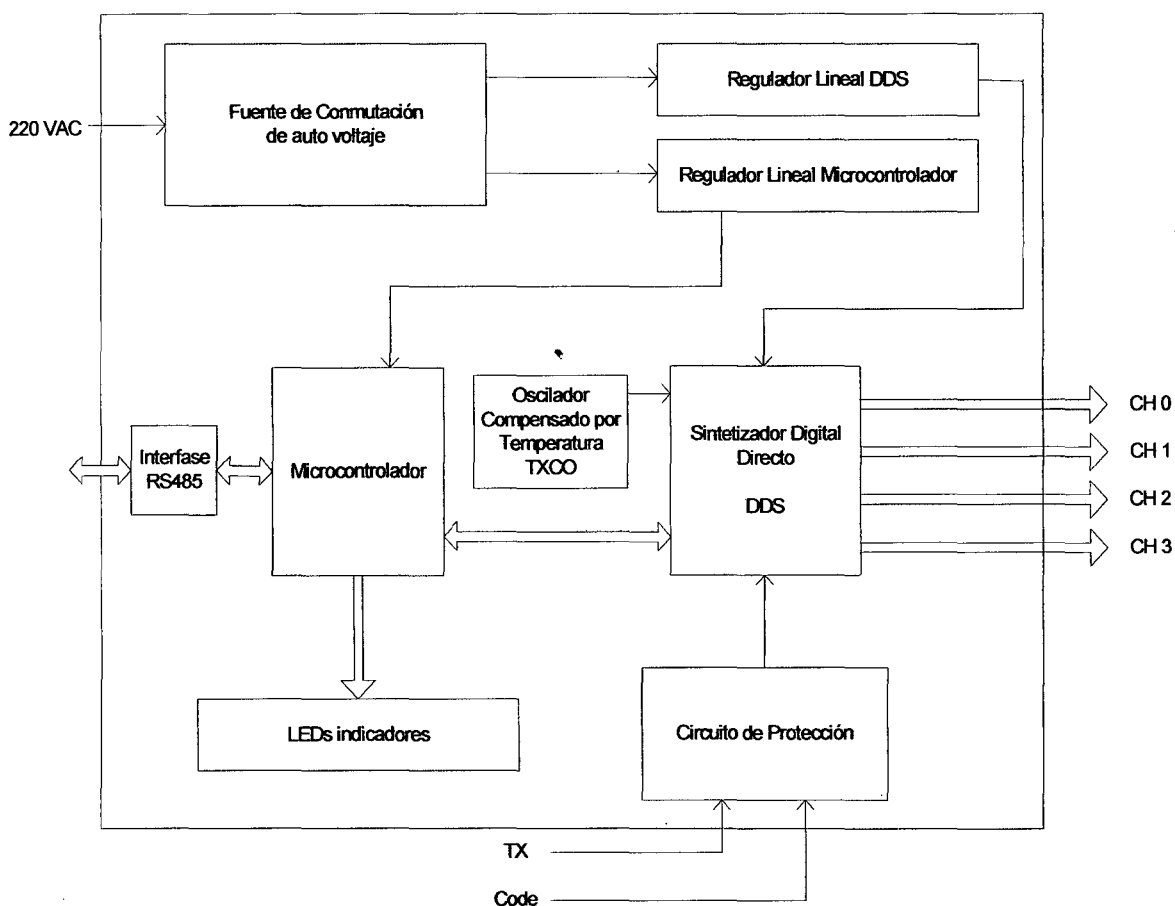 220 VAC
Fuente de Conmutación
de auto voltaje
Regulador Lineal DDS
Regulador Lineal Microcontrolador
Interfase
RS485
Microcontrolador
Oscilador
Compensado por
Temperatura
TXCO
Sintetizador Digital
Directo
DDS
CH 0
CH 1
CH 2
CH 3
LEDs indicadores
Circuito de Protección
TX
Code